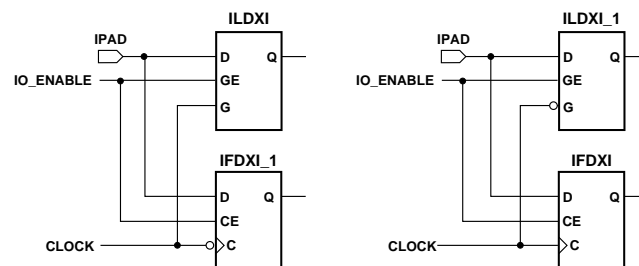 ILDXI
IPAD
D
Q
IO_ENABLE
GE
G
IFDXI_1
D
Q
CE
CLOCK
C
ILDXI_1
IPAD
D
Q
IO_ENABLE
GE
G
IFDXI
D
Q
CE
CLOCK
C